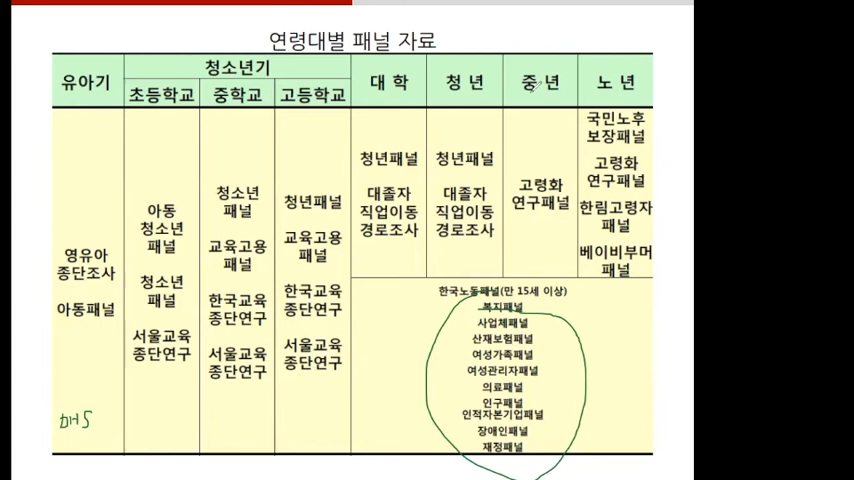 연령대별 패널 자료
유아기
청소년기
초등학교
중학교
고등학교
대 학
청 년
중 년
노 년
영유아
종단조사
아동패널
아동
청소년
패널
청소년
패널
서울교육
종단연구
청소년
패널
교육고용
패널
한국교육
종단연구
서울교육
종단연구
청년패널
교육고용
패널
한국교육
종단연구
서울교육
종단연구
청년패널
대졸자
직업이동
경로조사
청년패널
대졸자
직업이동
경로조사
고령화
연구패널
국민노후
보장패널
고령화
연구패널
한림고령자
패널
베이비부머
패널
한국노동패널(만 15세 이상)
복지패널
사업체패널
산재보험패널
여성가족패널
여성관리자패널
의료패널
인구패널
인적자본기업패널
장애인패널
재정패널